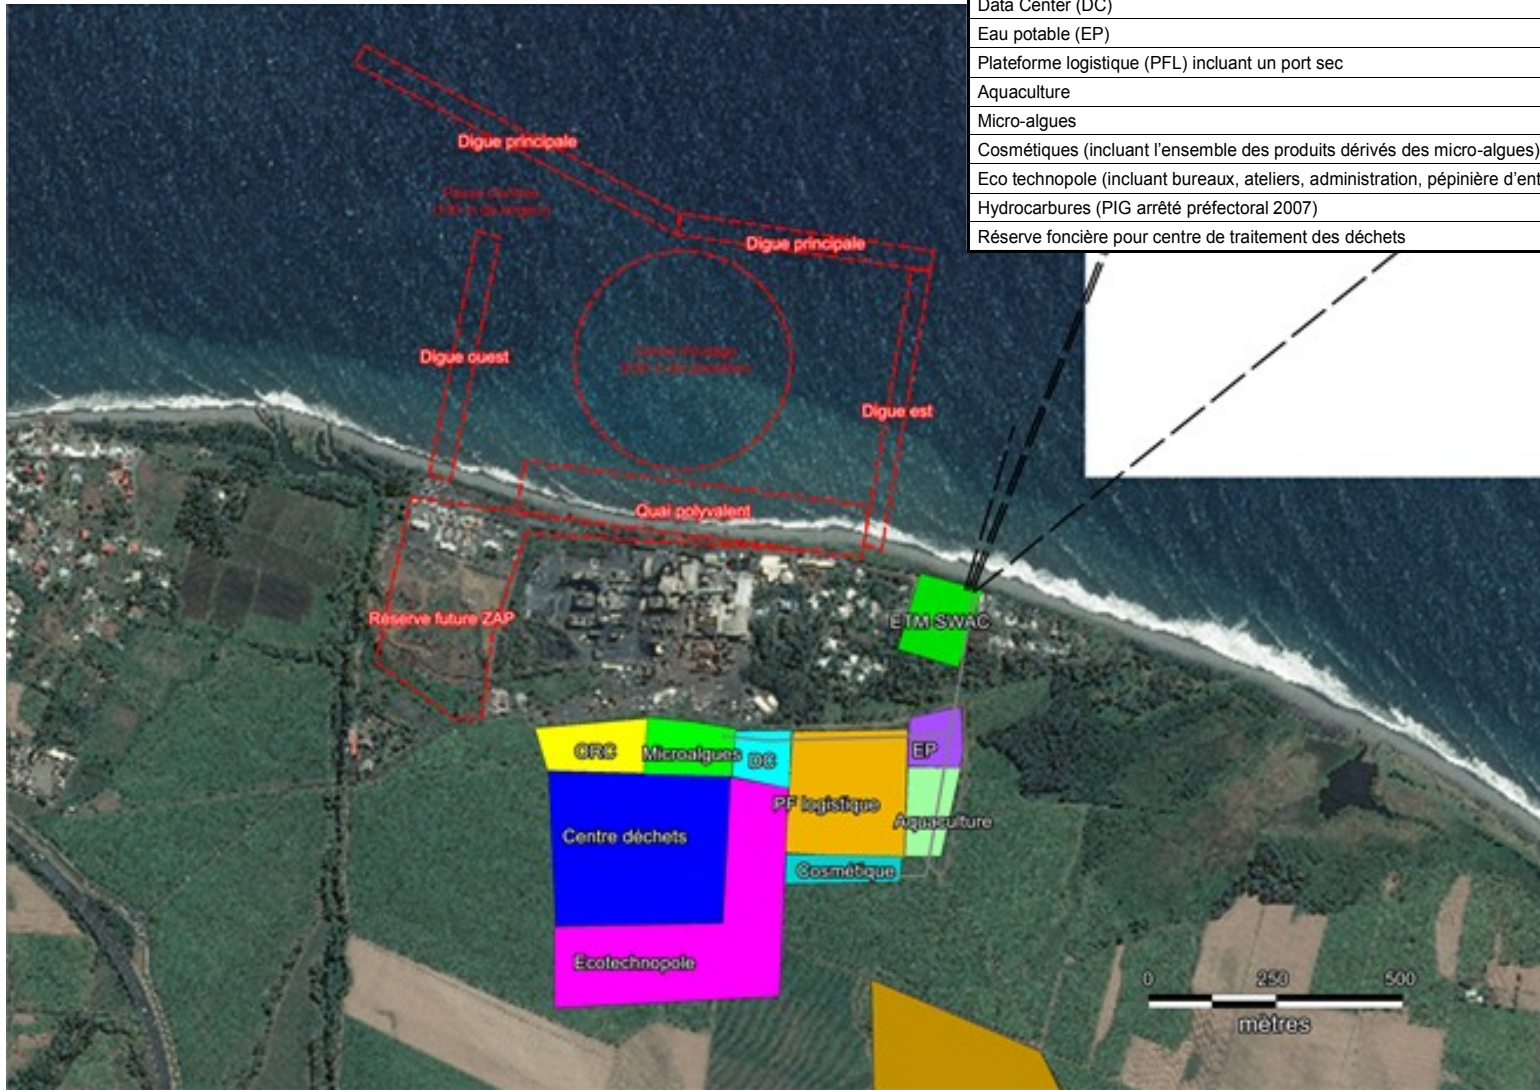 Data Center (DC)
Eau potable (EP)
Plateforme logistique (PFL) incluant un port sec
Aquaculture
Micro-algues
Cosmétiques (incluant l'ensemble des produits dérivés des micro-algues)
Eco technopole (incluant bureaux, ateliers, administration, pépinière d'ent
Hydrocarbures (PIG arrêté préfectoral 2007)
Réserve foncière pour centre de traitement des déchets
Digue principale
Digue principale
Digue ouest
Digue est
Quai polyvalent
Réserve future ZAP
ETM SWAC
ORC
Microalgues
DC
EP
PF logistique
Aquaculture
Centre déchets
Cosmétique
Ecotechnopole
0 250 500
mètres